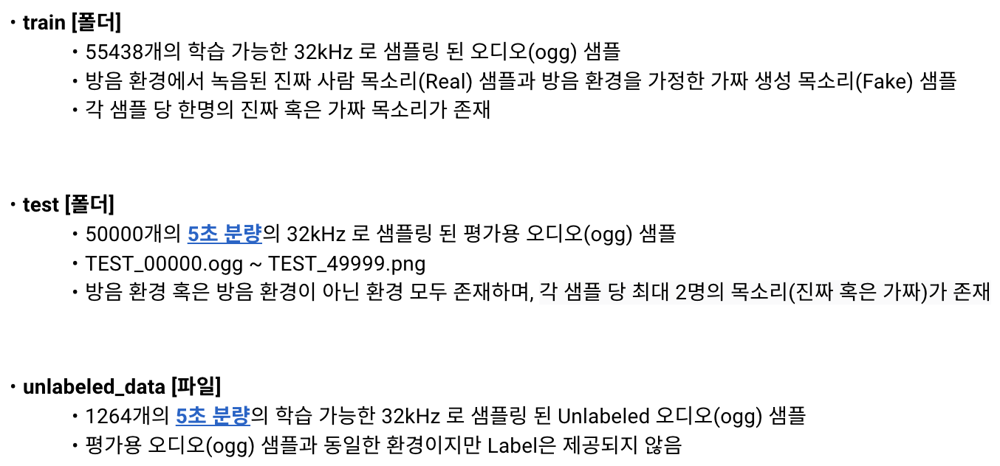 • train [폴더]
• 55438개의 학습 가능한 32kHz 로 샘플링 된 오디오(ogg) 샘플
• 방음 환경에서 녹음된 진짜 사람 목소리(Real) 샘플과 방음 환경을 가정한 가짜 생성 목소리(Fake) 샘플
• 각 샘플 당 한명의 진짜 혹은 가짜 목소리가 존재
• test [폴더]
• 50000개의 5초 분량의 32kHz 로 샘플링 된 평가용 오디오(ogg) 샘플
• TEST_00000.ogg ~ TEST_49999.png
• 방음 환경 혹은 방음 환경이 아닌 환경 모두 존재하며, 각 샘플 당 최대 2명의 목소리(진짜 혹은 가짜)가 존재
• unlabeled_data [파일]
• 1264개의 5초 분량의 학습 가능한 32kHz 로 샘플링 된 Unlabeled 오디오(ogg) 샘플
• 평가용 오디오(ogg) 샘플과 동일한 환경이지만 Label은 제공되지 않음